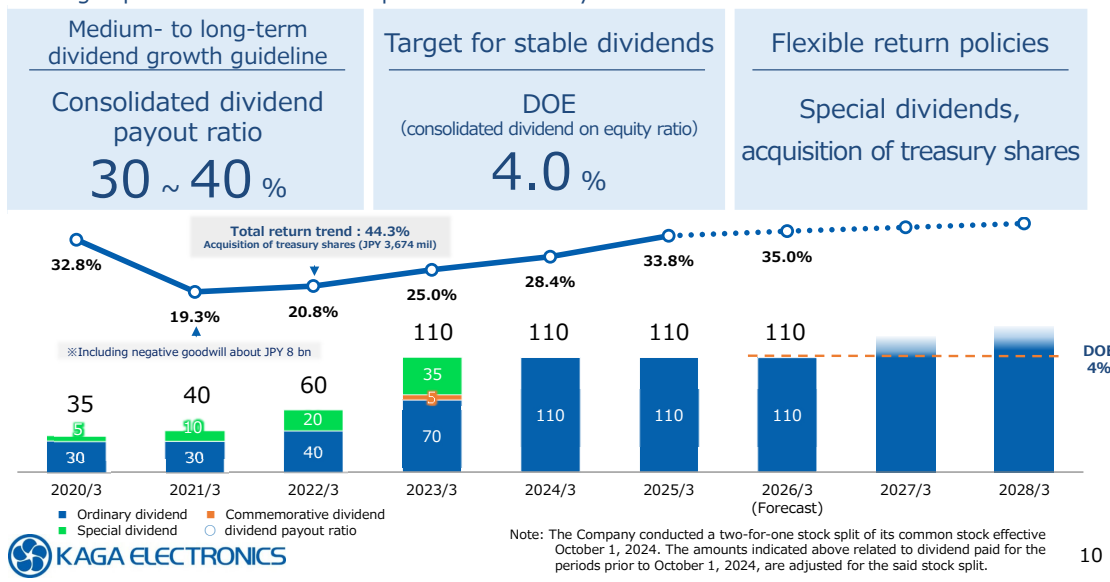 Medium- to long-term
dividend growth guideline
Consolidated dividend
payout ratio
30 ~ 40 %
Target for stable dividends
DOE
(consolidated dividend on equity ratio)
4.0 %
Flexible return policies
Special dividends,
acquisition of treasury shares
Total return trend : 44.3%
Acquisition of treasury shares (JPY 3,674 mil)
32.8%
19.3%
20.8%
25.0%
28.4%
33.8%
35.0%
※Including negative goodwill about JPY 8 bn
35
40
60
110
110
110
110
DOE
4%
5
30
10
30
20
40
35
5
70
110
110
110
2020/3
2021/3
2022/3
2023/3
2024/3
2025/3
2026/3
(Forecast)
2027/3
2028/3
Ordinary dividend
Commemorative dividend
Special dividend
dividend payout ratio
Note: The Company conducted a two-for-one stock split of its common stock effective
October 1, 2024. The amounts indicated above related to dividend paid for the
periods prior to October 1, 2024, are adjusted for the said stock split.
KAGA ELECTRONICS
10